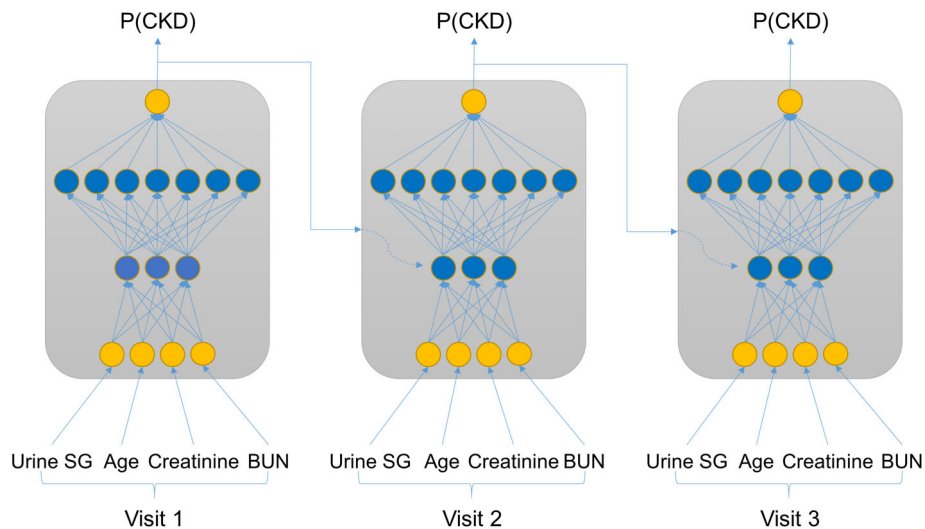 P(CKD) P(CKD) P(CKD)
Urine SG Age Creatinine BUN Urine SG Age Creatinine BUN Urine SG Age Creatinine BUN
Visit 1 Visit 2 Visit 3